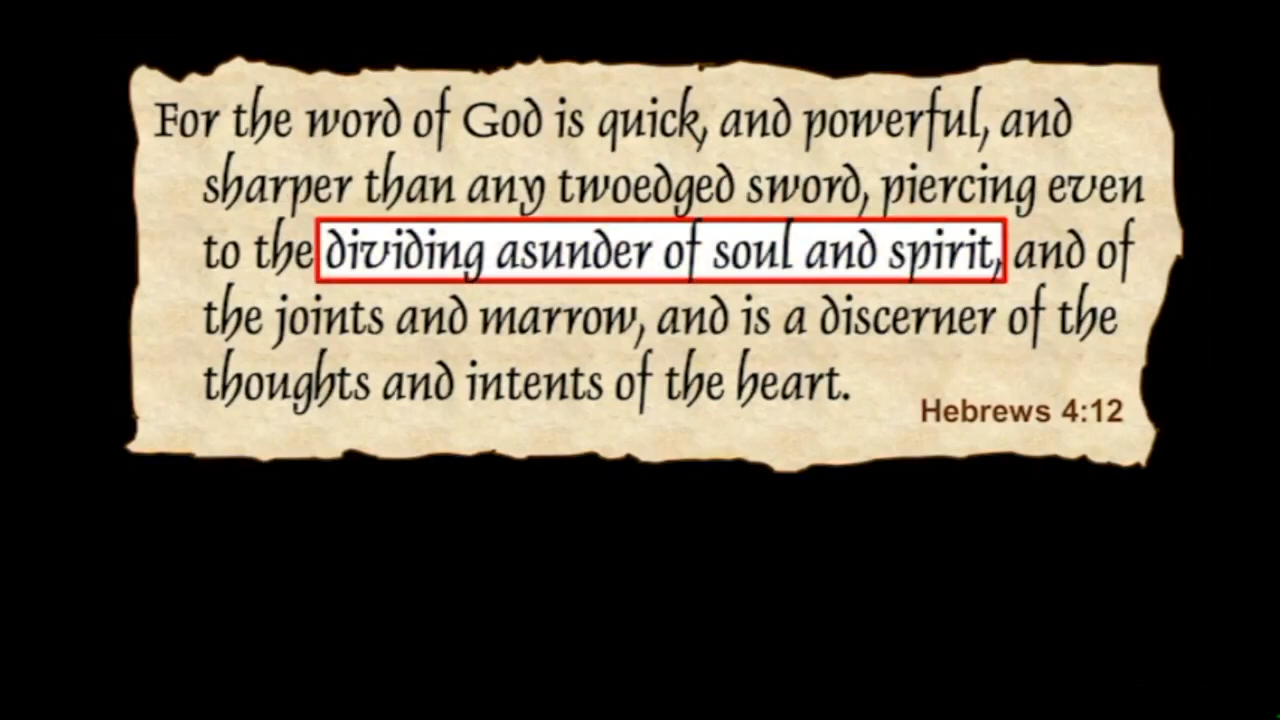 For the word of God is quick, and powerful, and
sharper than any twoedged sword, piercing even
to the dividing asunder of soul and spirit, and of
the joints and marrow, and is a discerner of the
thoughts and intents of the heart.
Hebrews 4:12